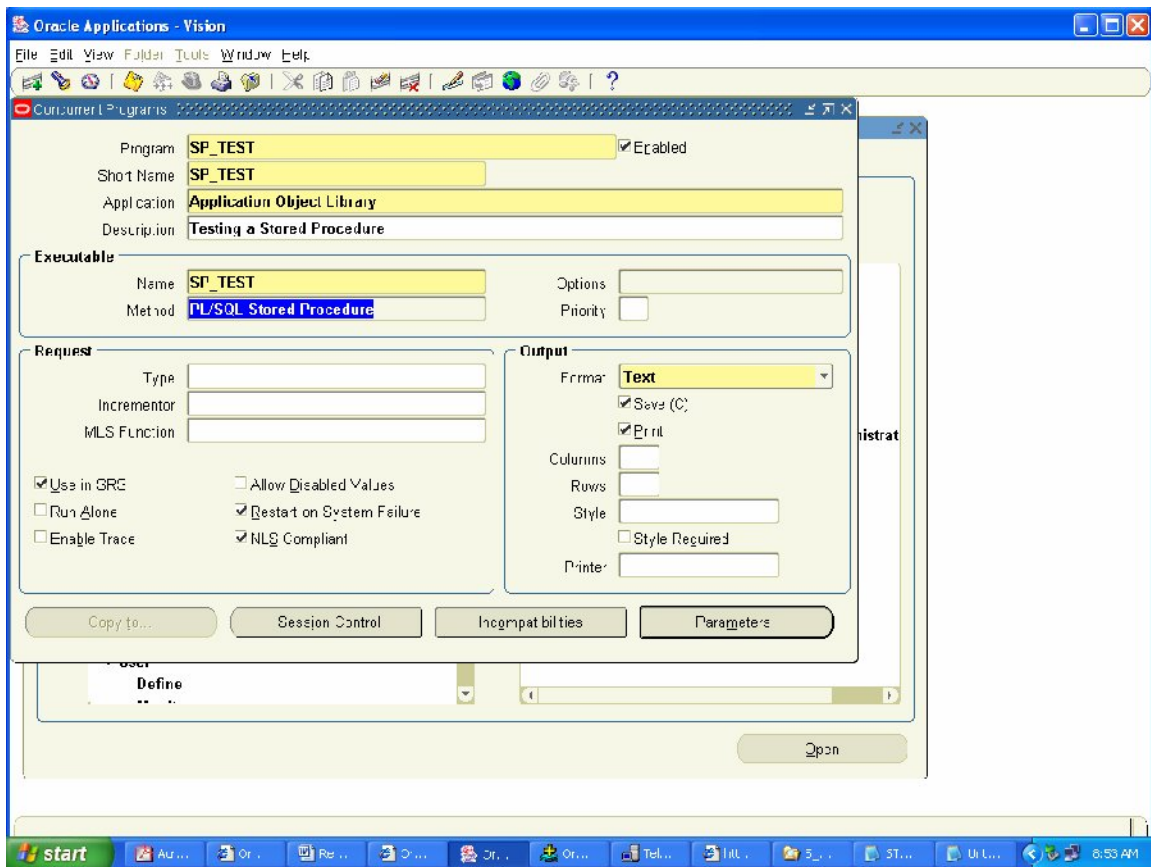 Oracle Applications - Vision
File Edit View Folder Tools Window Help
Concurrent Programs
Program SP_TEST Enabled
Short Name SP_TEST
Application Application Object Library
Description Testing a Stored Procedure
Executable
Name SP_TEST Options
Method PL/SQL Stored Procedure Priority
Request Output
Type Format Text
Incrementor Save (C)
MLS Function Print
istrat
Columns
Use in SRS Allow Disabled Values Rows
Run Alone Restart on System Failure Style
Enable Trace NLS Compliant Style Required
Printer
Copy to... Session Control Incompatibilities Parameters
User
Define
Open
start 6:53 AM